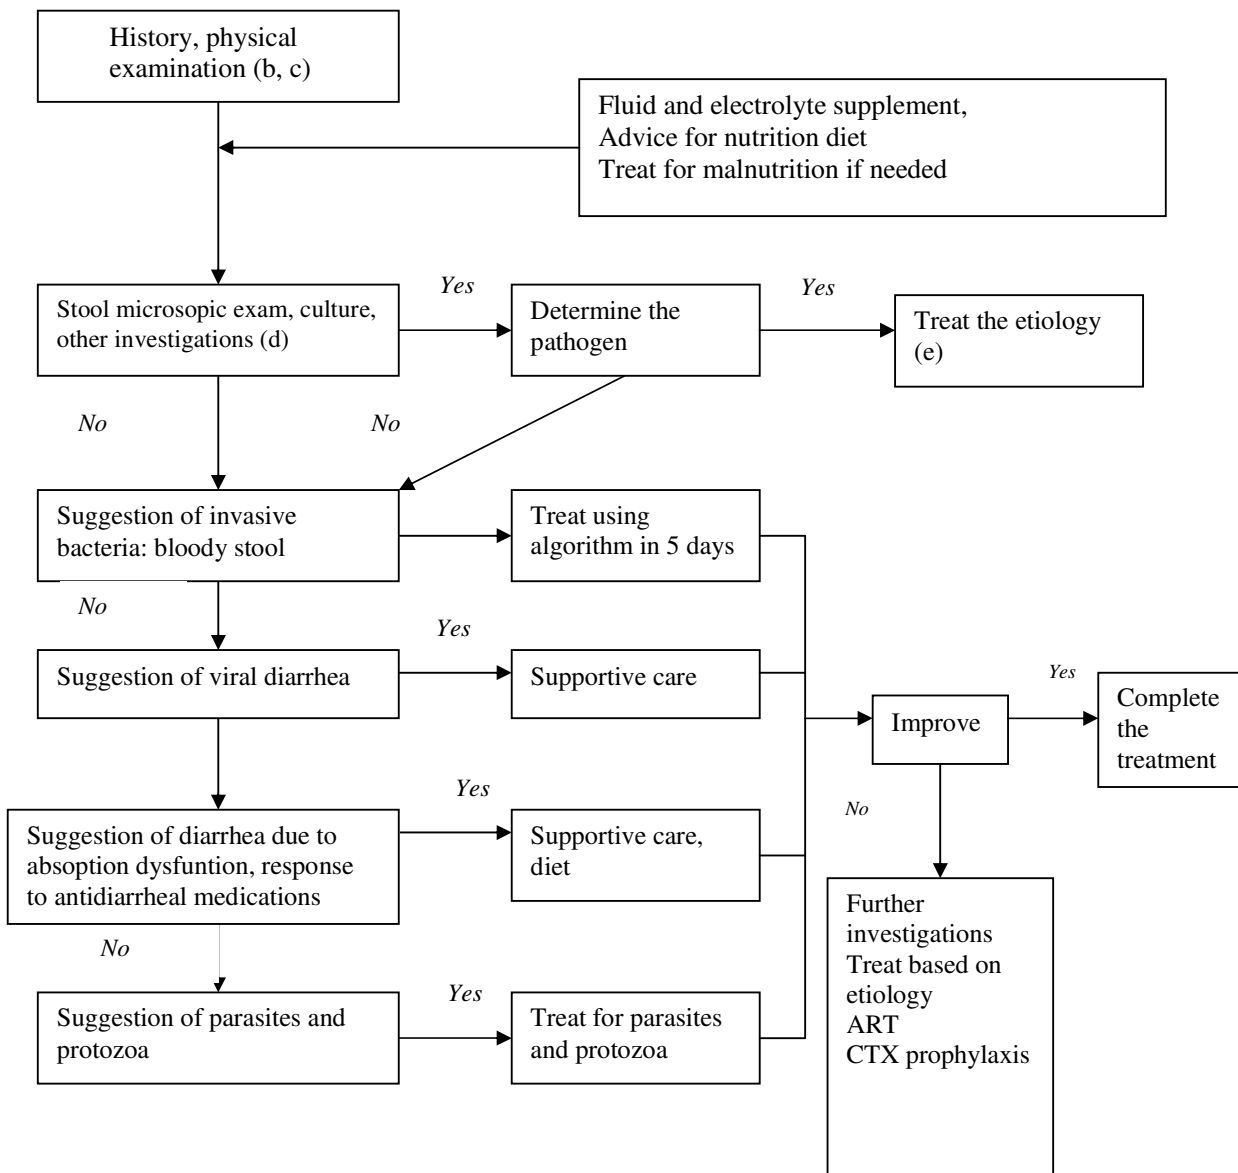 History, physical
examination (b, c)
Fluid and electrolyte supplement,
Advice for nutrition diet
Treat for malnutrition if needed
Stool microsopic exam, culture,
other investigations (d)
Yes
Determine the
pathogen
Yes
Treat the etiology
(e)
No
No
Suggestion of invasive
bacteria: bloody stool
Treat using
algorithm in 5 days
No
Yes
Suggestion of viral diarrhea
Supportive care
Improve
Yes
Complete
the
treatment
Yes
No
Suggestion of diarrhea due to
absoption dysfuntion, response
to antidiarrheal medications
Supportive care,
diet
Further
investigations
Treat based on
etiology
ART
CTX prophylaxis
No
Yes
Suggestion of parasites and
protozoa
Treat for parasites
and protozoa